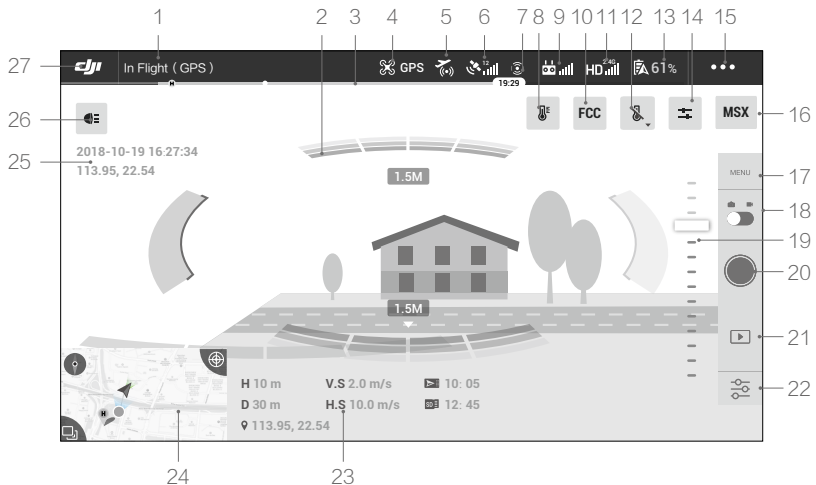 1 2 3 4 5 6 7 8 9 10 11 12 13 14 15
27 dji In Flight ( GPS ) GPS 12 HD 2.4G 61%
H 19:29
26 E FCC MSX 16
25 2018-10-19 16:27:34
113.95, 22.54
1.5M
MENU 17
18
19
20
1.5M
21
H 10 m V.S 2.0 m/s 10: 05
D 30 m H.S 10.0 m/s SD 12: 45
113.95, 22.54
H
22
24 23